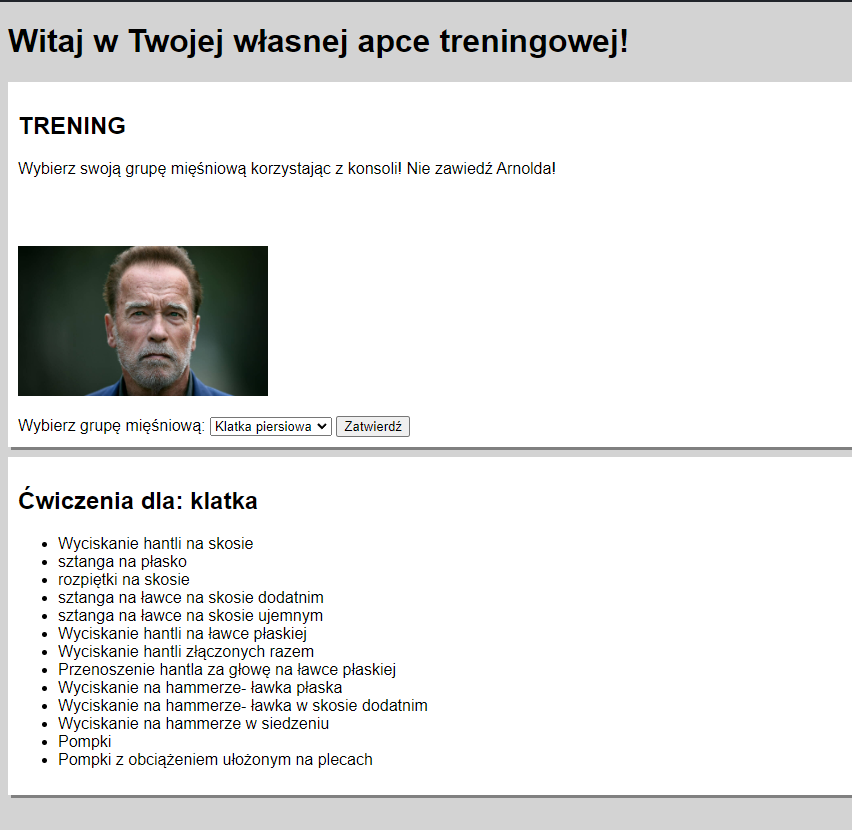 Witaj w Twojej własnej apce treningowej!
TRENING
Wybierz swoją grupę mięśniową korzystając z konsoli! Nie zawiedź Arnolda!
Wybierz grupę mięśniową: Klatka piersiowa Zatwierdź
Ćwiczenia dla: klatka
Wyciskanie hantli na skosie
sztanga na płasko
rozpiętki na skosie
sztanga na ławce na skosie dodatnim
sztanga na ławce na skosie ujemnym
Wyciskanie hantli na ławce płaskiej
Wyciskanie hantli złączonych razem
Przenoszenie hantla za głowę na ławce płaskiej
Wyciskanie na hammerze- ławka płaska
Wyciskanie na hammerze- ławka w skosie dodatnim
Wyciskanie na hammerze w siedzeniu
Pompki
Pompki z obciążeniem ułożonym na plecach